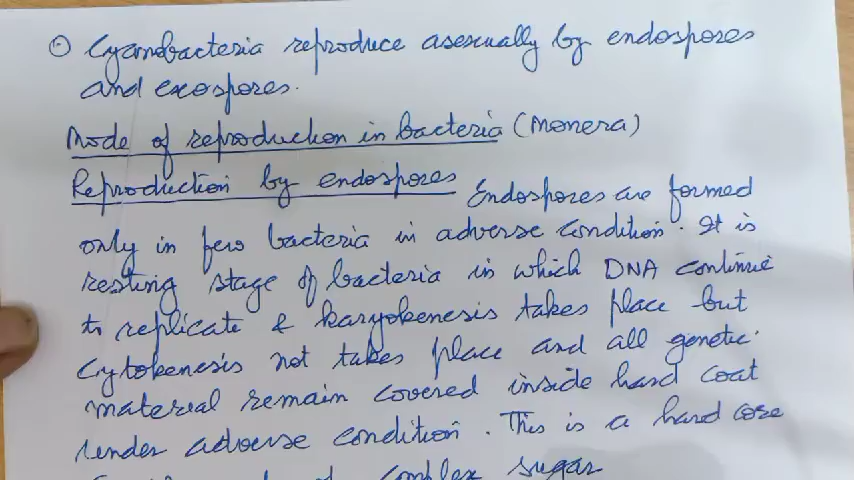 ⊙ Cyanobacteria reproduce asexually by endospores
and exospores.
Mode of reproduction in bacteria (Monera)
Reproduction by endospores Endospores are formed
only in few bacteria in adverse condition. It is
resting stage of bacteria in which DNA continue
to replicate & karyokenesis takes place but
Cytokenesis not takes place and all genetic
material remain covered inside hard coat
under adverse condition. This is a hard core
complex sugar